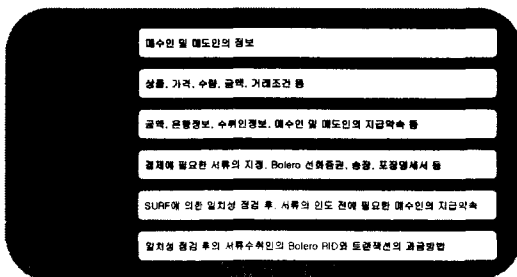 매수인 및 매도인의 정보
상품, 가격, 수량, 금액, 거래조건 등
금액, 은행정보, 수취인정보, 매수인 및 매도인의 지급약속 등
결제에 필요한 서류의 지정, Bolero 선화증권, 송장, 포장명세서 등
SURF에 의한 일치성 점검 후, 서류의 인도 전에 필요한 매수인의 지급약속
일치성 점검 후의 서류수취인의 Bolero RID와 트랜잭션의 과금방법